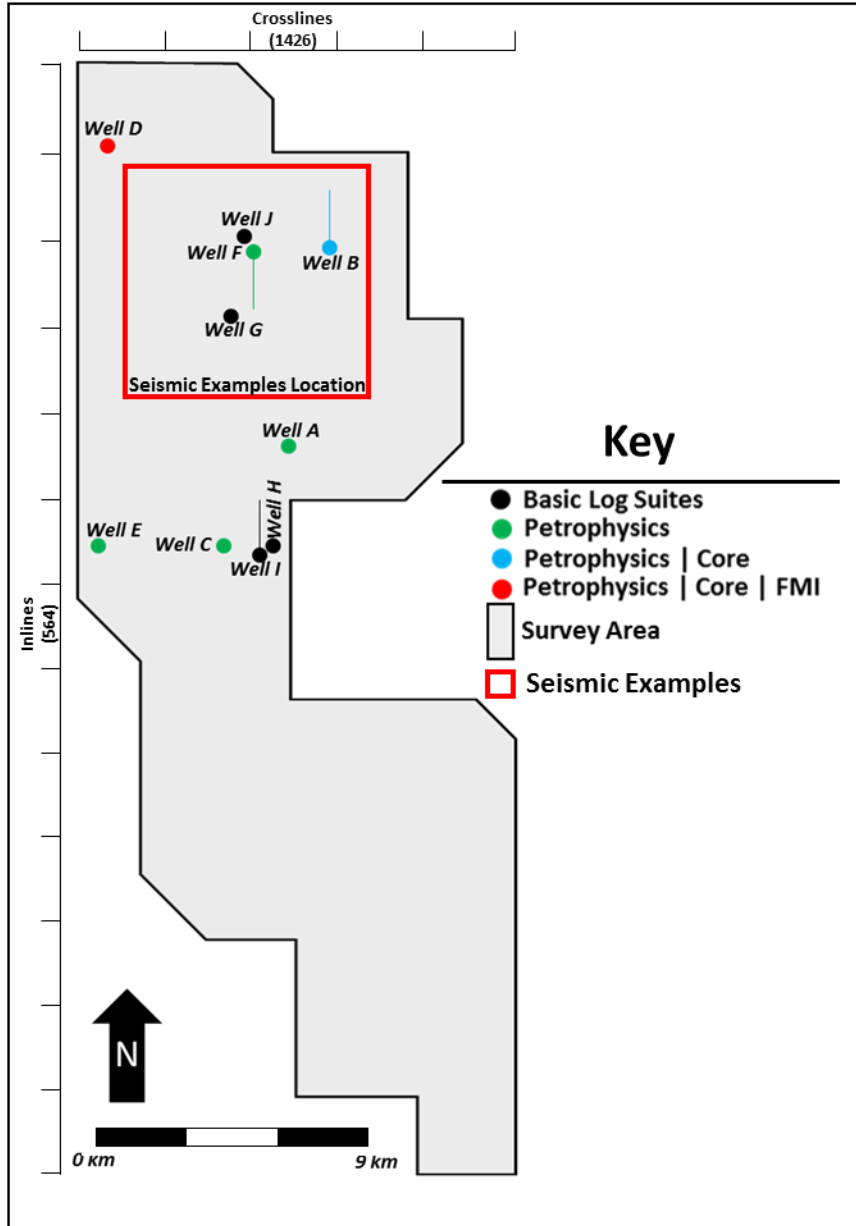 Crosslines
(1426)
Well D
Well J
Well F
Well B
Well G
Seismic Examples Location
Well A
Well H
Well E
Well C
Well I
Inlines
(564)
Key
Basic Log Suites
Petrophysics
Petrophysics | Core
Petrophysics | Core | FMI
Survey Area
Seismic Examples
N
0 km
9 km